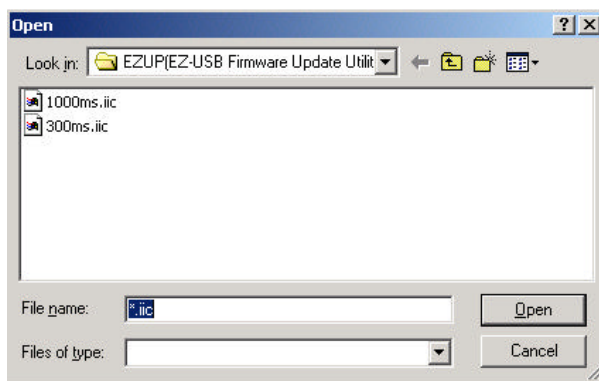 Open
Look in: EZUP(EZ-USB Firmware Update Utilit
1000ms.iic
300ms.iic
File name: *.iic Open
Files of type: Cancel